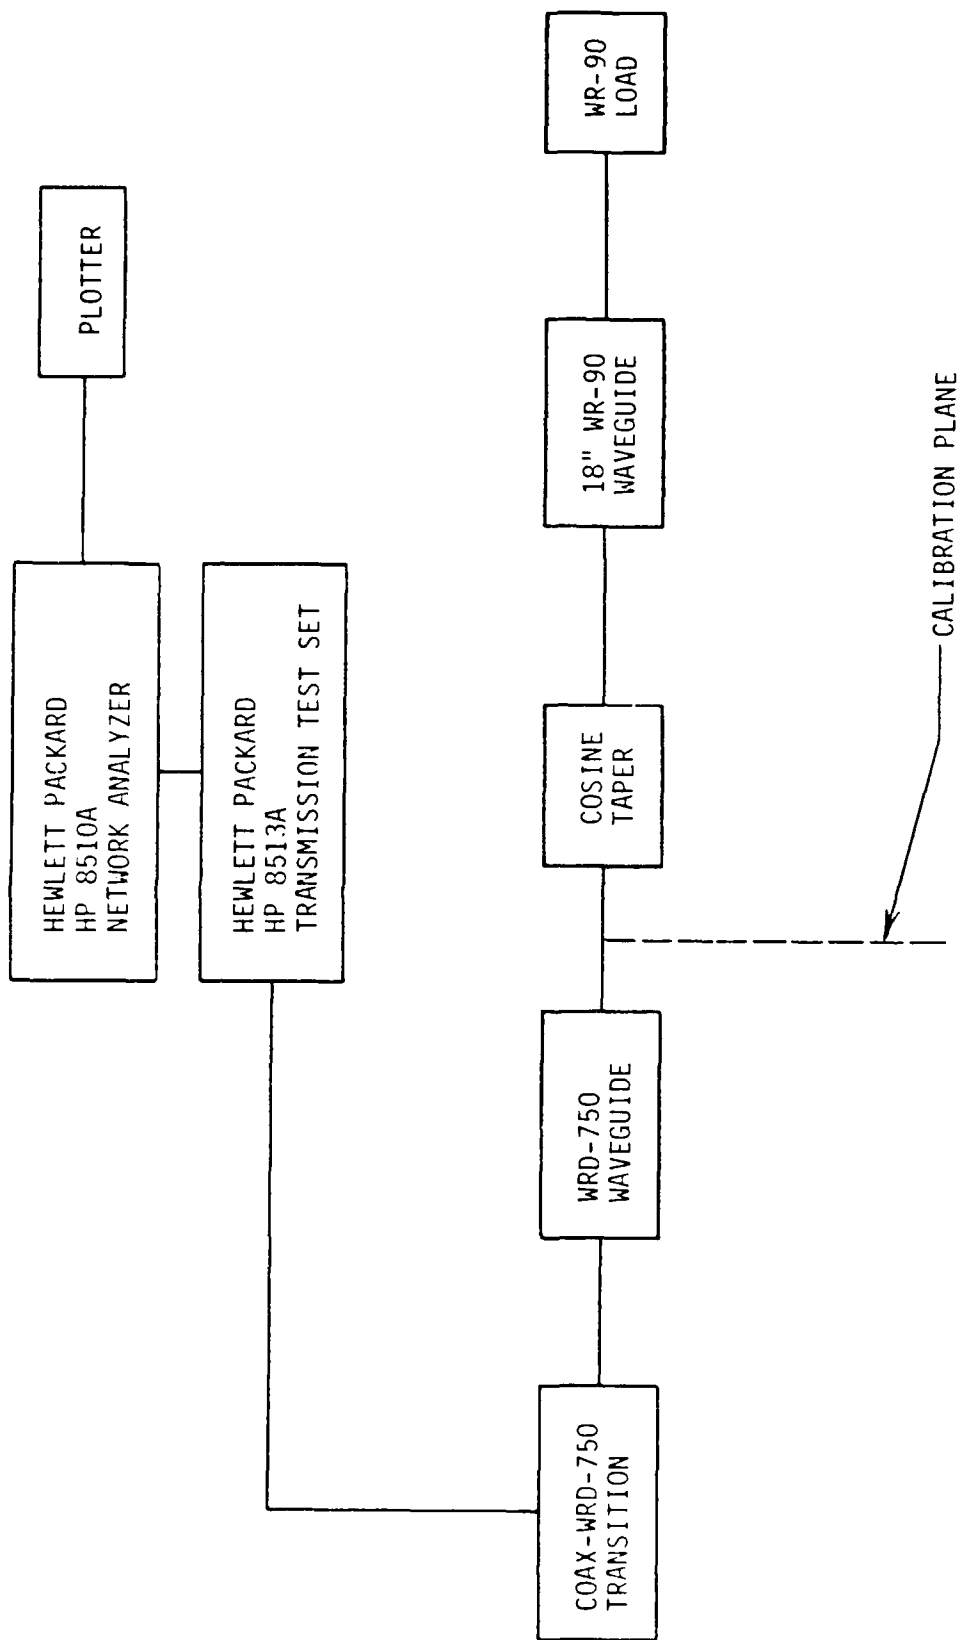 PLOTTER
HEWLETT PACKARD
HP 8510A
NETWORK ANALYZER
HEWLETT PACKARD
HP 8513A
TRANSMISSION TEST SET
COAX-WRD-750
TRANSITION
WRD-750
WAVEGUIDE
COSINE
TAPER
18" WR-90
WAVEGUIDE
WR-90
LOAD
CALIBRATION PLANE